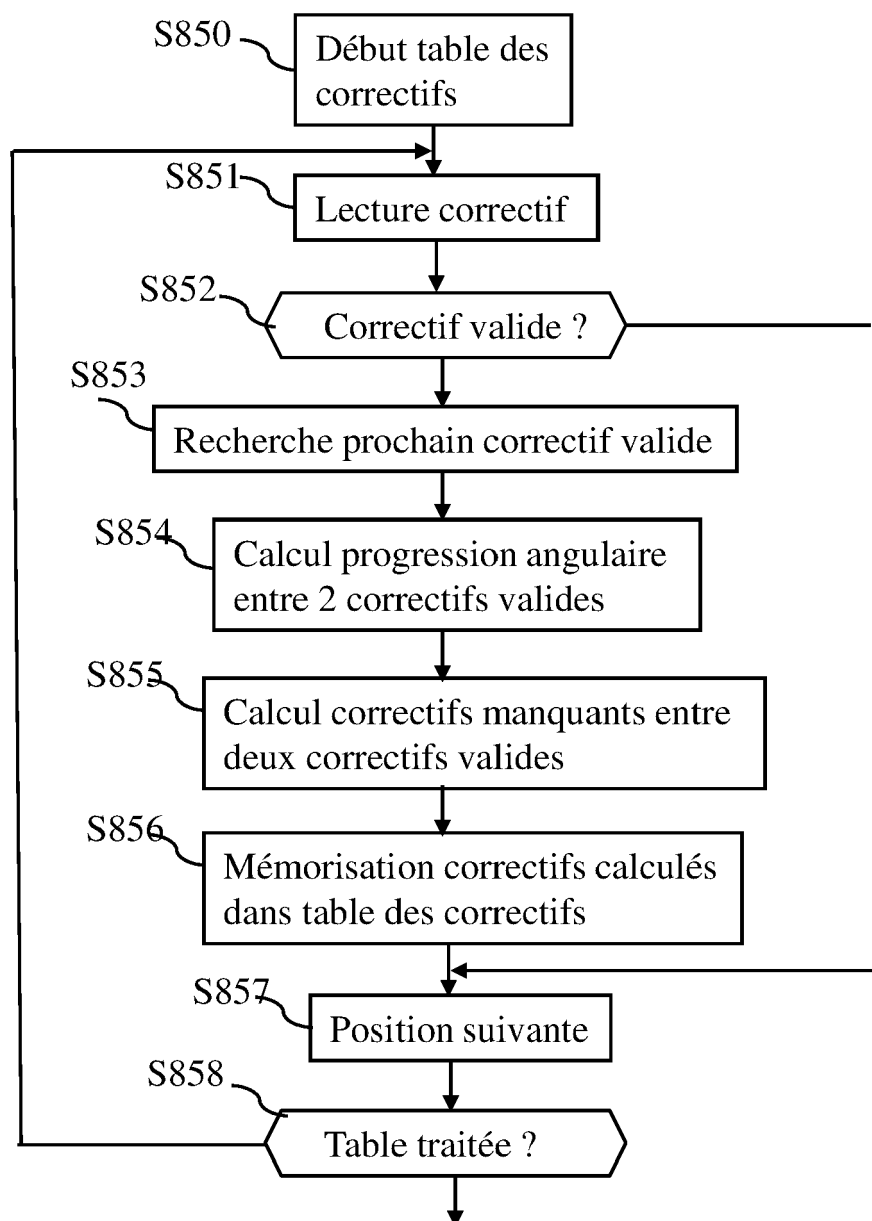 S850
Début table des
correctifs
S851
Lecture correctif
S852
Correctif valide ?
S853
Recherche prochain correctif valide
S854
Calcul progression angulaire
entre 2 correctifs valides
S855
Calcul correctifs manquants entre
deux correctifs valides
S856
Mémorisation correctifs calculés
dans table des correctifs
S857
Position suivante
S858
Table traitée ?